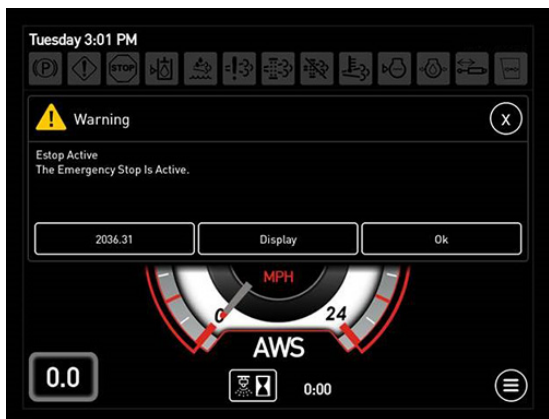 Tuesday 3:01 PM
STOP
Warning
X
Estop Active
The Emergency Stop Is Active.
2036.31
Display
Ok
MPH
0
24
AWS
0.0
0:00